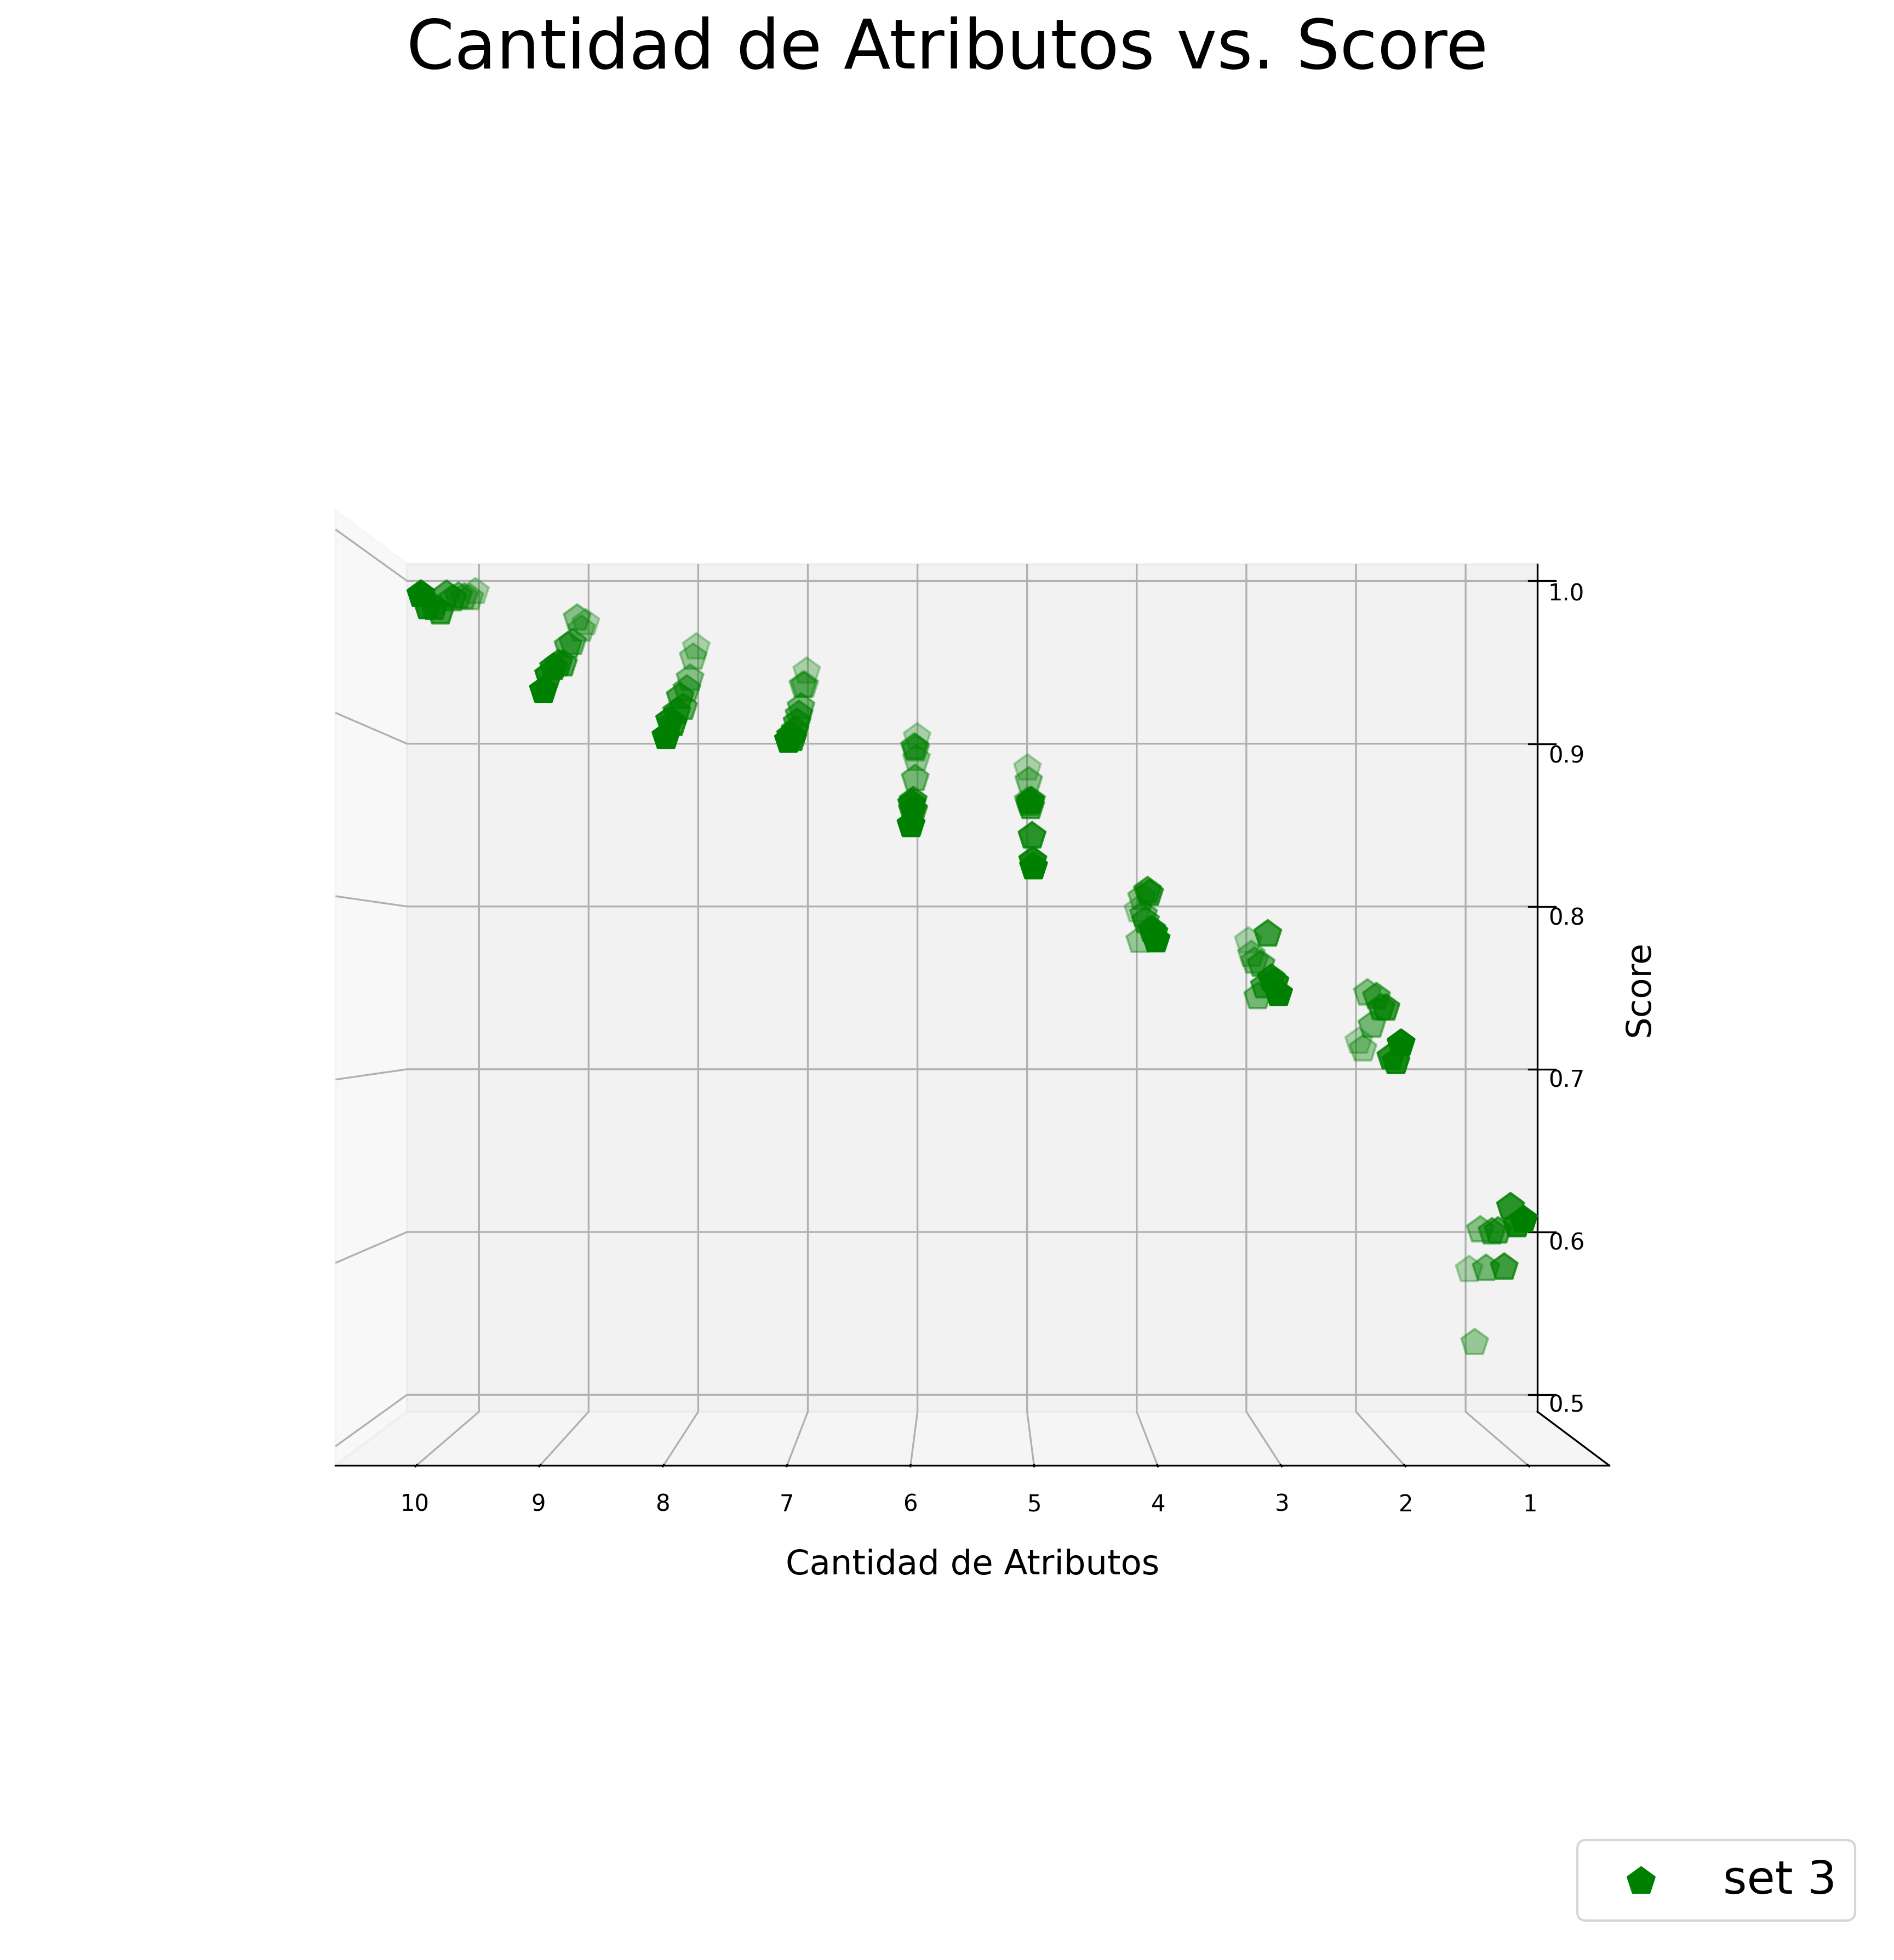 Cantidad de Atributos vs. Score
1.0
0.9
0.8
0.7
0.6
0.5
Score
10 9 8 7 6 5 4 3 2 1
Cantidad de Atributos
set 3